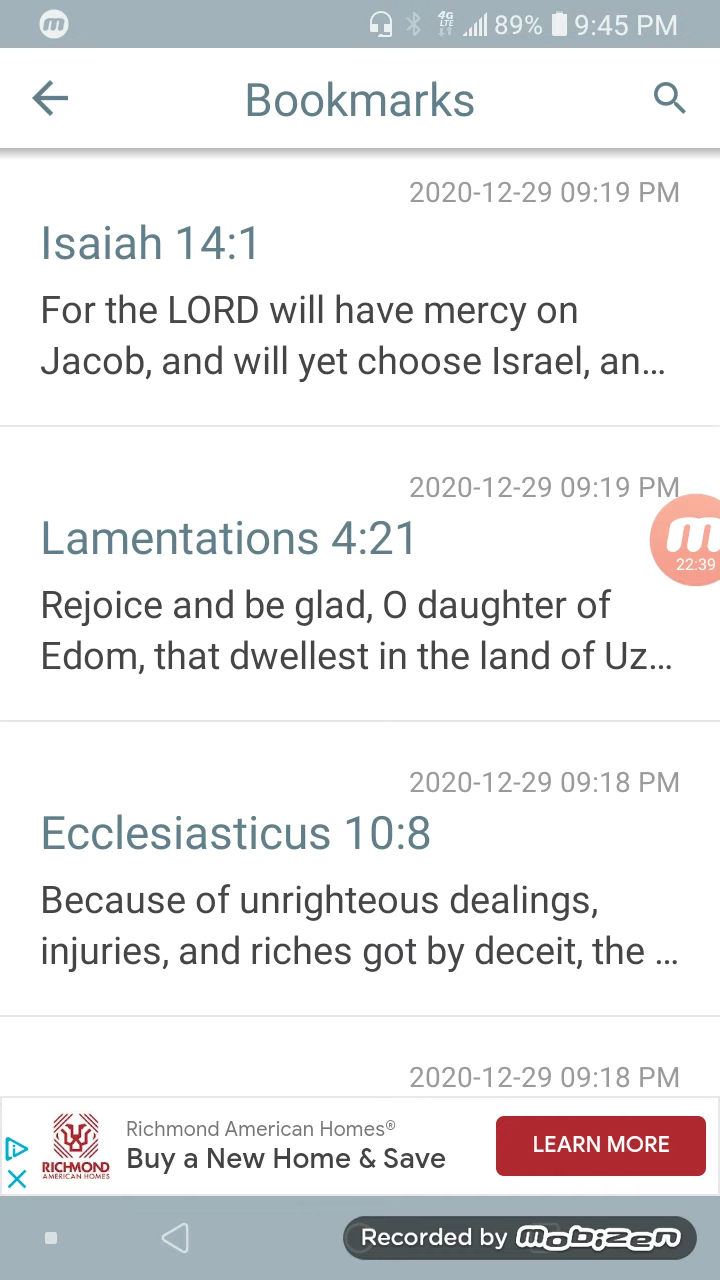 4G LTE 89% 9:45 PM
Bookmarks
2020-12-29 09:19 PM
Isaiah 14:1
For the LORD will have mercy on
Jacob, and will yet choose Israel, an...
2020-12-29 09:19 PM
Lamentations 4:21
22:39
Rejoice and be glad, O daughter of
Edom, that dwellest in the land of Uz...
2020-12-29 09:18 PM
Ecclesiasticus 10:8
Because of unrighteous dealings,
injuries, and riches got by deceit, the ...
2020-12-29 09:18 PM
Richmond American Homes®
Buy a New Home & Save
LEARN MORE
RICHMOND
AMERICAN HOMES
Recorded by mobizen